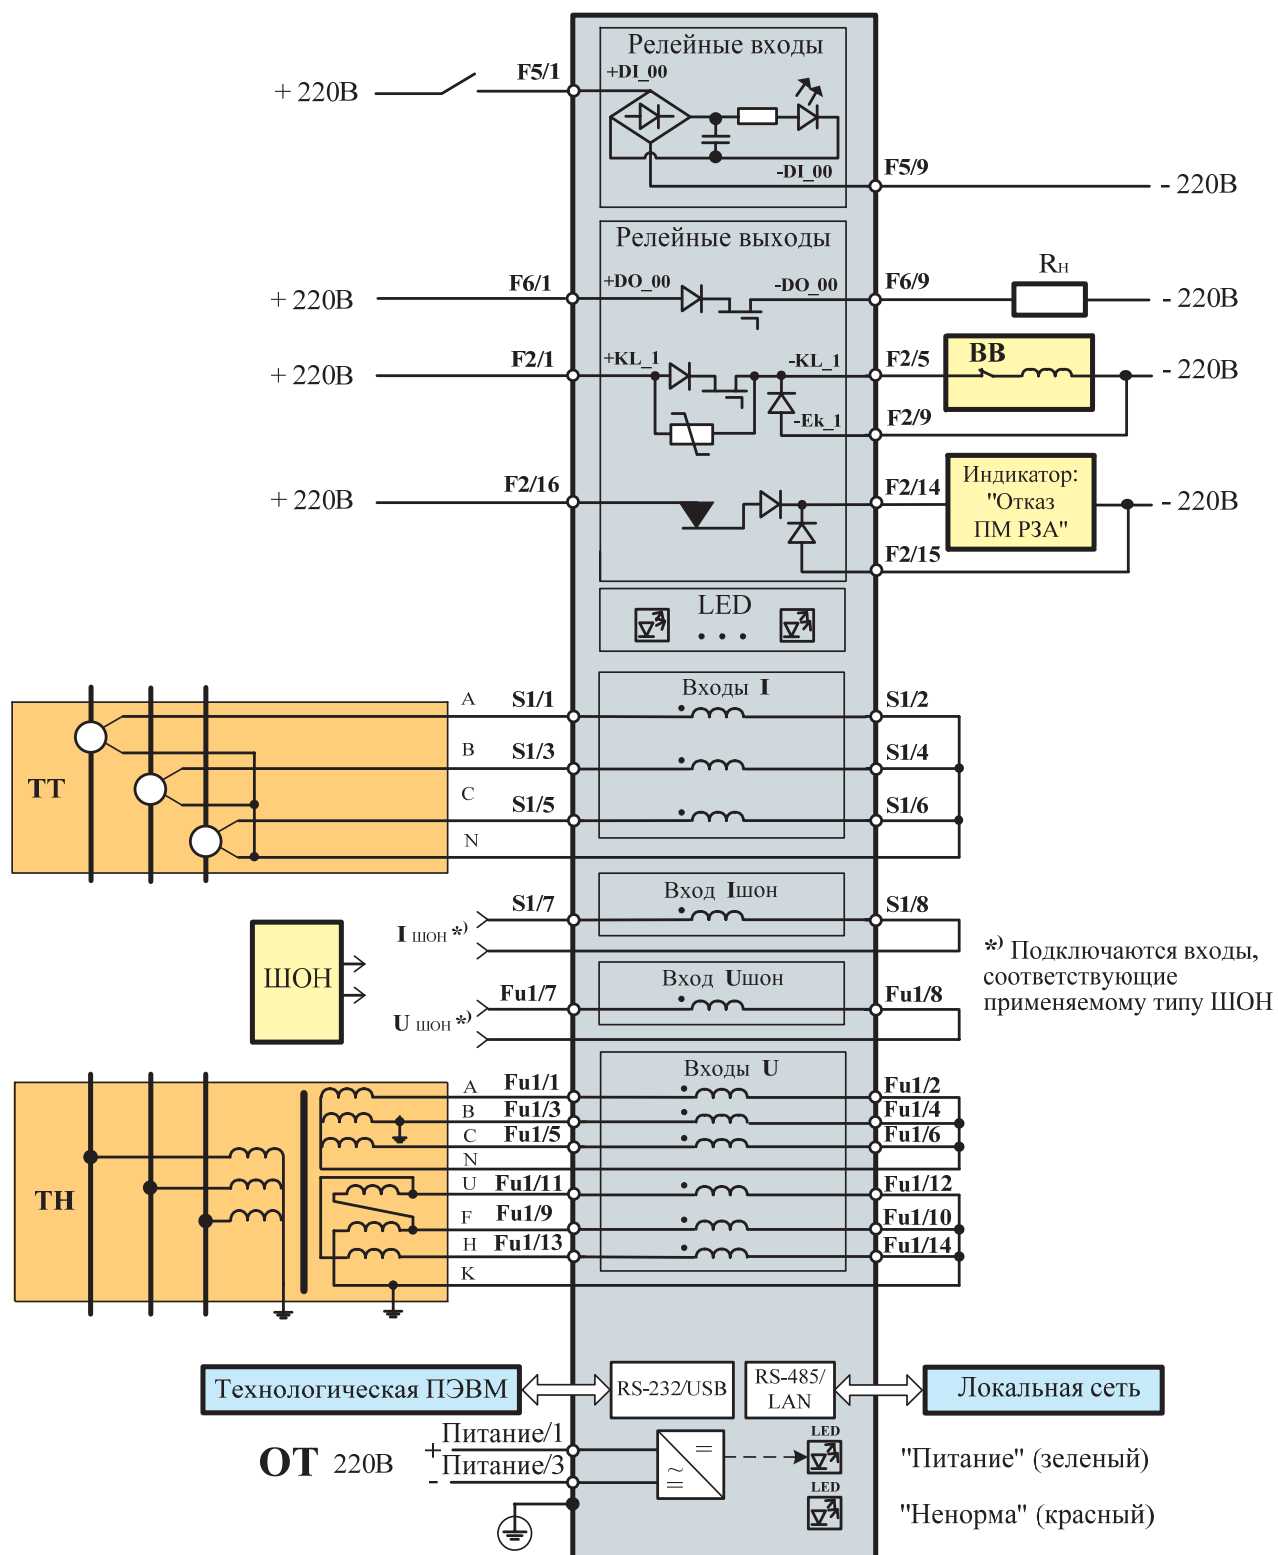 Релейные входы
F5/1
+DI_00
+ 220В
-DI_00
F5/9
- 220В
Релейные выходы
+ 220В
F6/1
+DO_00
-DO_00
F6/9
Rн
- 220В
+ 220В
F2/1
+KL_1
-KL_1
F2/5
ВВ
- 220В
-Ek_1
F2/9
+ 220В
F2/16
F2/14
Индикатор:
"Отказ
ПМ РЗА"
- 220В
F2/15
LED
• • •
Входы I
ТТ
A
S1/1
S1/2
B
S1/3
S1/4
C
S1/5
S1/6
N
Вход Iшон
S1/7
S1/8
I шон *)
ШОН
*) Подключаются входы,
соответствующие
применяемому типу ШОН
Вход Uшон
Fu1/7
Fu1/8
U шон *)
Входы U
ТН
A
Fu1/1
Fu1/2
B
Fu1/3
Fu1/4
C
Fu1/5
Fu1/6
N
U
Fu1/11
Fu1/12
F
Fu1/9
Fu1/10
H
Fu1/13
Fu1/14
K
Технологическая ПЭВМ
RS-232/USB
RS-485/
LAN
Локальная сеть
ОТ 220В
+ Питание/1
- Питание/3
=
~
=
LED
"Питание" (зеленый)
LED
"Ненорма" (красный)